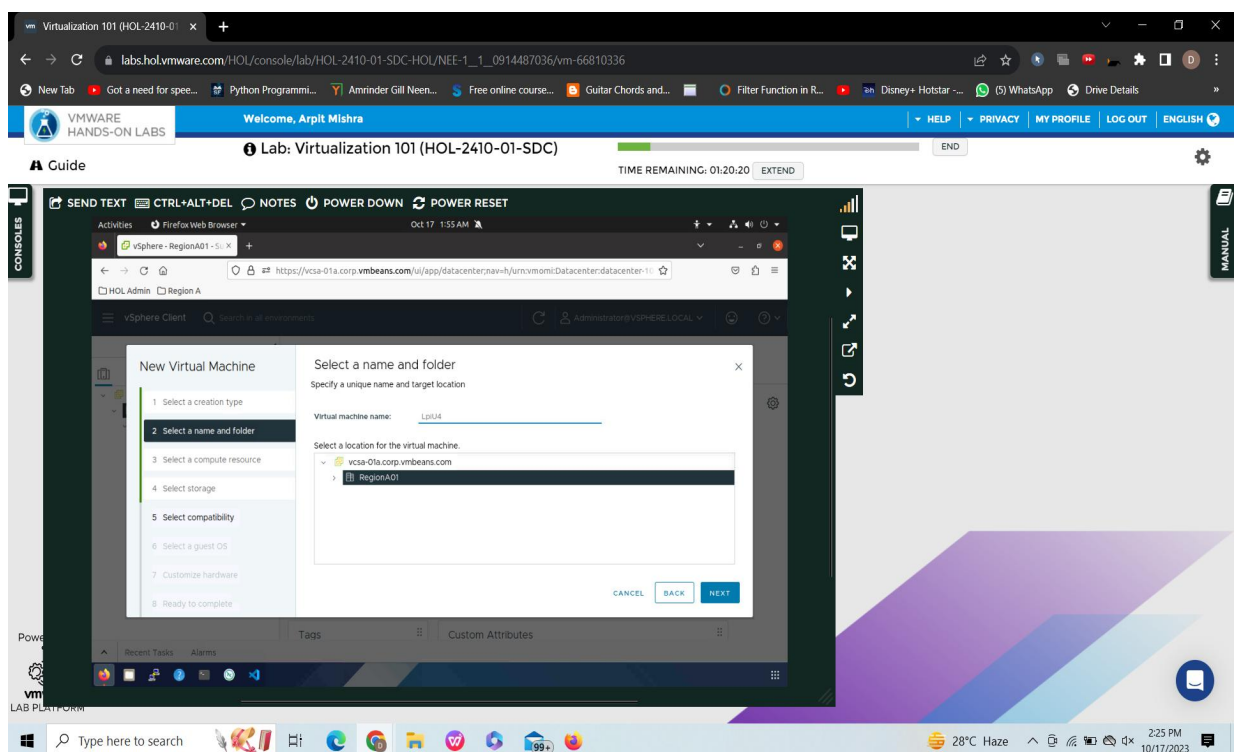 Virtualization 101 (HOL-2410-01
labs.hol.vmware.com/HOL/console/lab/HOL-2410-01-SDC-HOL/NEE-1__1_0914487036/vm-66810336
New Tab Got a need for spee... Python Programmi... Amrinder Gill Neen... Free online course... Guitar Chords and... Filter Function in R... Disney+ Hotstar -... (5) WhatsApp Drive Details »
VMWARE
HANDS-ON LABS
Welcome, Arpit Mishra
HELP PRIVACY MY PROFILE LOG OUT ENGLISH
Guide
Lab: Virtualization 101 (HOL-2410-01-SDC)
END
TIME REMAINING: 01:20:20 EXTEND
CONSOLES
SEND TEXT CTRL+ALT+DEL NOTES POWER DOWN POWER RESET
MANUAL
Activities Firefox Web Browser Oct 17 1:55 AM
vSphere - RegionA01 - Su
https://vcsa-01a.corp.vmbeans.com/ui/app/datacenter;nav=h/urn:vmomi:Datacenter:datacenter-1
HOL Admin Region A
vSphere Client Search in all environments Administrator@VSPHERE.LOCAL
New Virtual Machine
1 Select a creation type
2 Select a name and folder
3 Select a compute resource
4 Select storage
5 Select compatibility
6 Select a guest OS
7 Customize hardware
8 Ready to complete
Select a name and folder
Specify a unique name and target location
Virtual machine name: LpiU4
Select a location for the virtual machine.
vcsa-01a.corp.vmbeans.com
RegionA01
CANCEL BACK NEXT
Tags Custom Attributes
Recent Tasks Alarms
Powe
vm
LAB PLATFORM
Type here to search
99+
28°C Haze
2:25 PM
10/17/2023